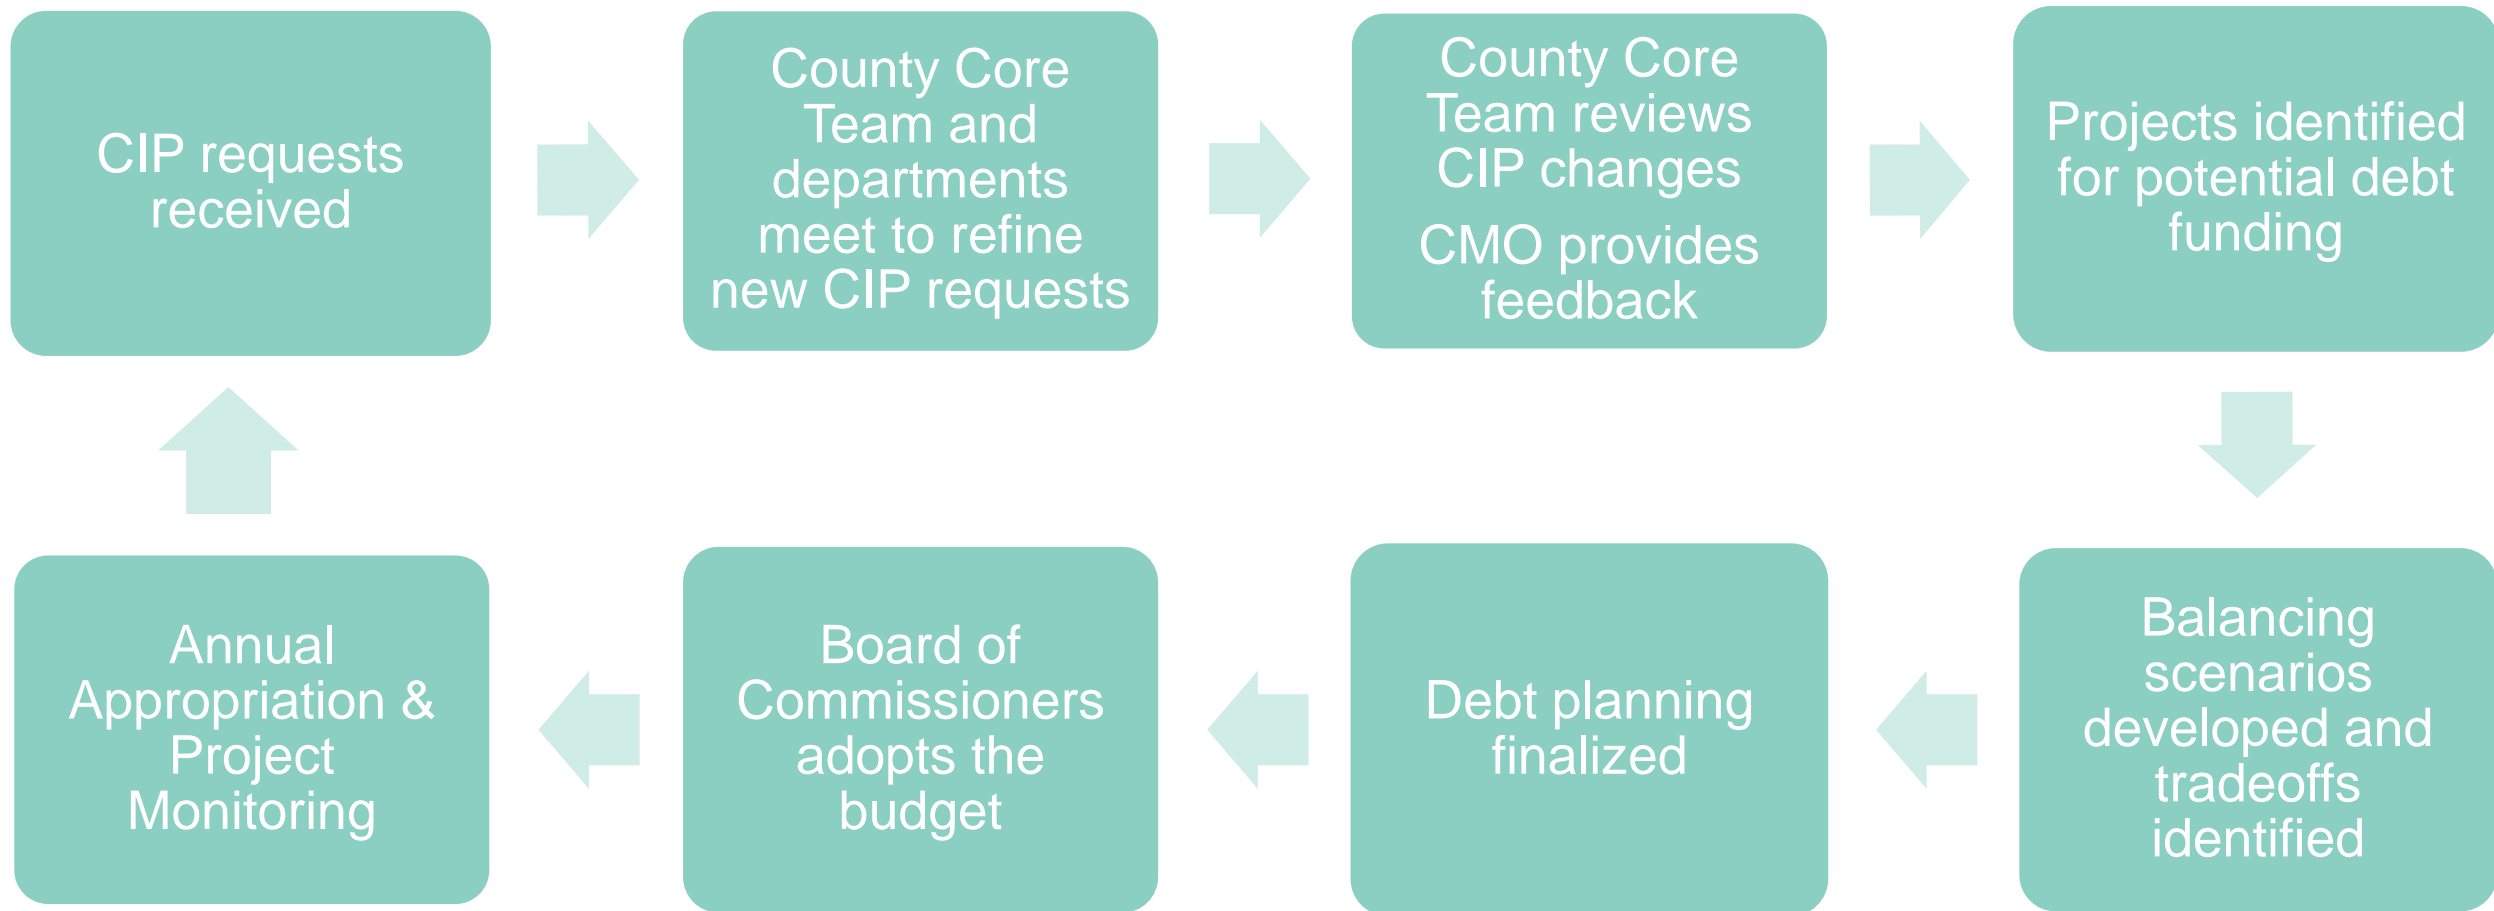 CIP requests
received
County Core
Team and
departments
meet to refine
new CIP requests
County Core
Team reviews
CIP changes
CMO provides
feedback
Projects identified
for potential debt
funding
Balancing
scenarios
developed and
tradeoffs
identified
Debt planning
finalized
Board of
Commissioners
adopts the
budget
Annual
Appropriation &
Project
Monitoring